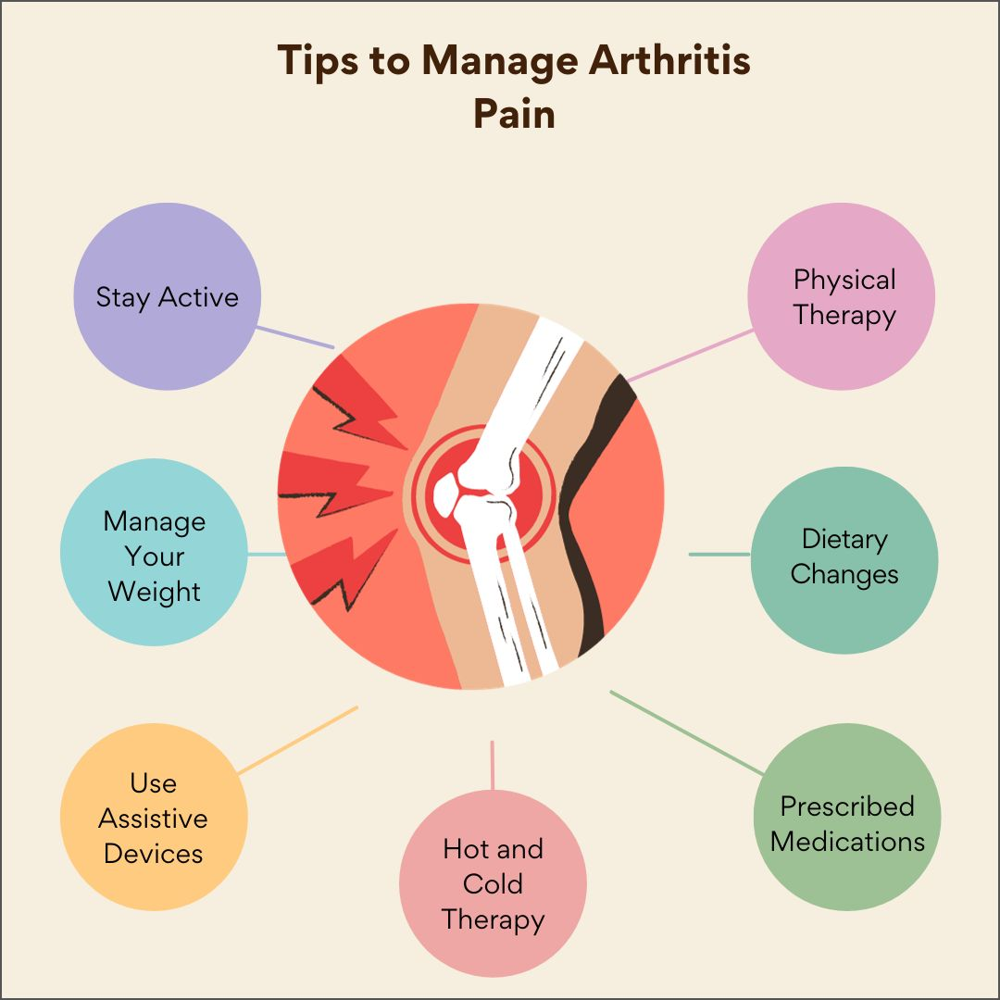 Tips to Manage Arthritis
Pain
Stay Active
Physical
Therapy
Manage
Your
Weight
Dietary
Changes
Use
Assistive
Devices
Hot and
Cold
Therapy
Prescribed
Medications